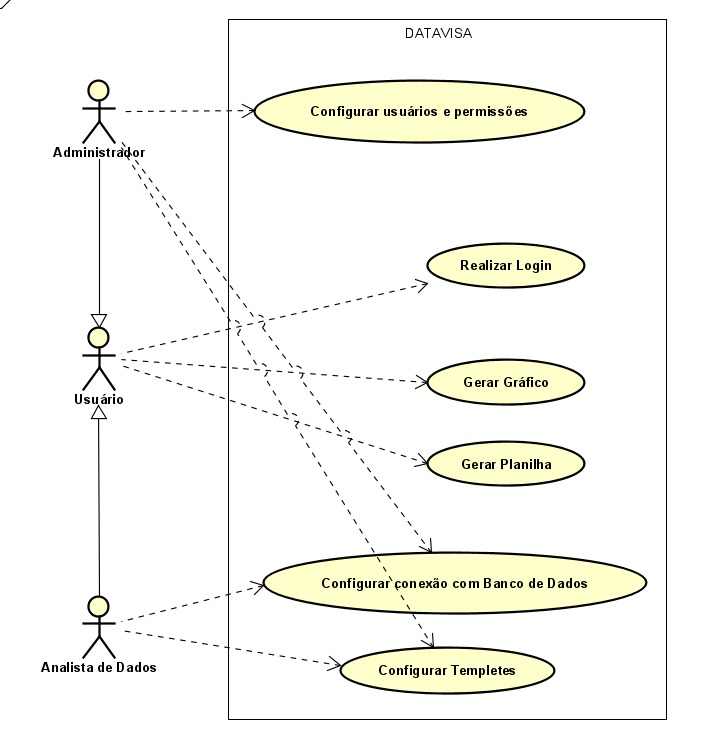 DATAVISA
Configurar usuários e permissões
Administrador
Realizar Login
Gerar Gráfico
Usuário
Gerar Planilha
Configurar conexão com Banco de Dados
Analista de Dados
Configurar Templetes